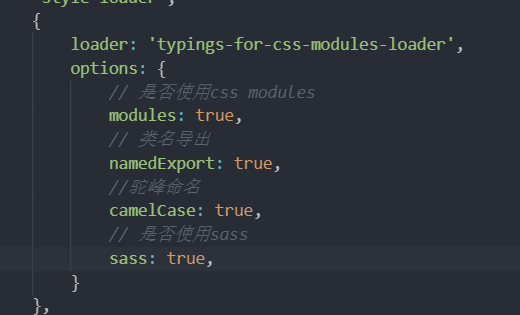 style-loader',
{
loader: 'typings-for-css-modules-loader',
options: {
// 是否使用css modules
modules: true,
// 类名导出
namedExport: true,
//驼峰命名
camelCase: true,
// 是否使用sass
sass: true,
}
},